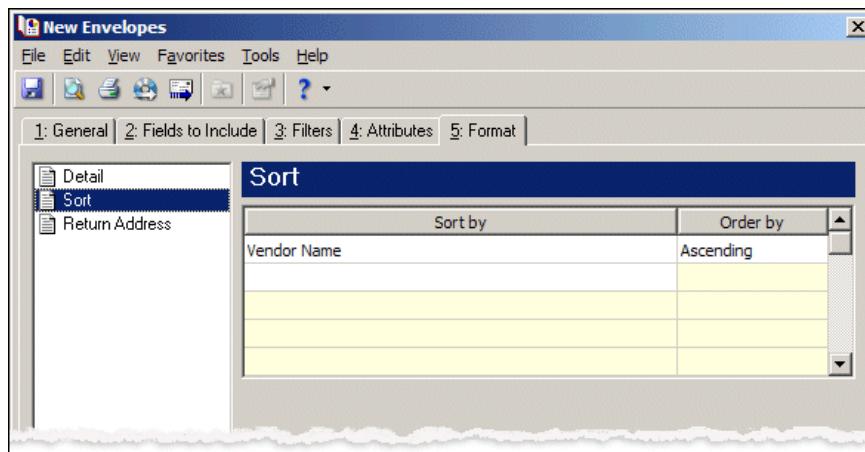 New Envelopes
File Edit View Favorites Tools Help
1: General 2: Fields to Include 3: Filters 4: Attributes 5: Format
Detail
Sort
Return Address
Sort
Sort by Order by
Vendor Name Ascending